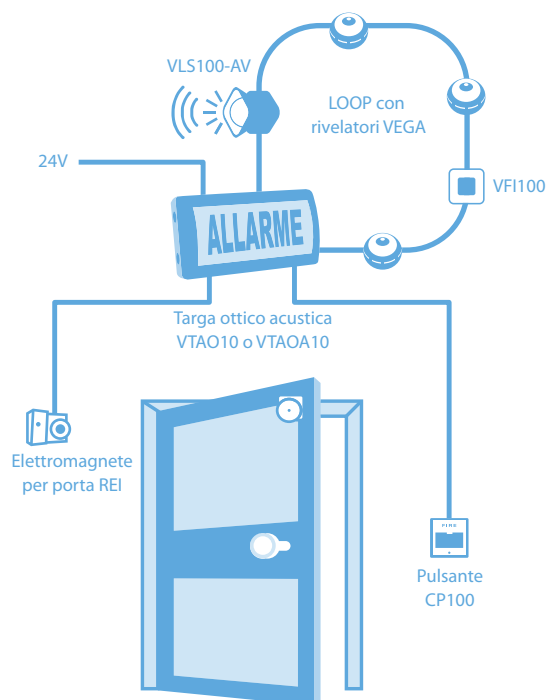 VLS100-AV
LOOP con
rivelatori VEGA
24V
VFI100
ALLARME
Targa ottico acustica
VTAO10 o VTAOA10
Elettromagnete
per porta REI
FIRE
Pulsante
CP100